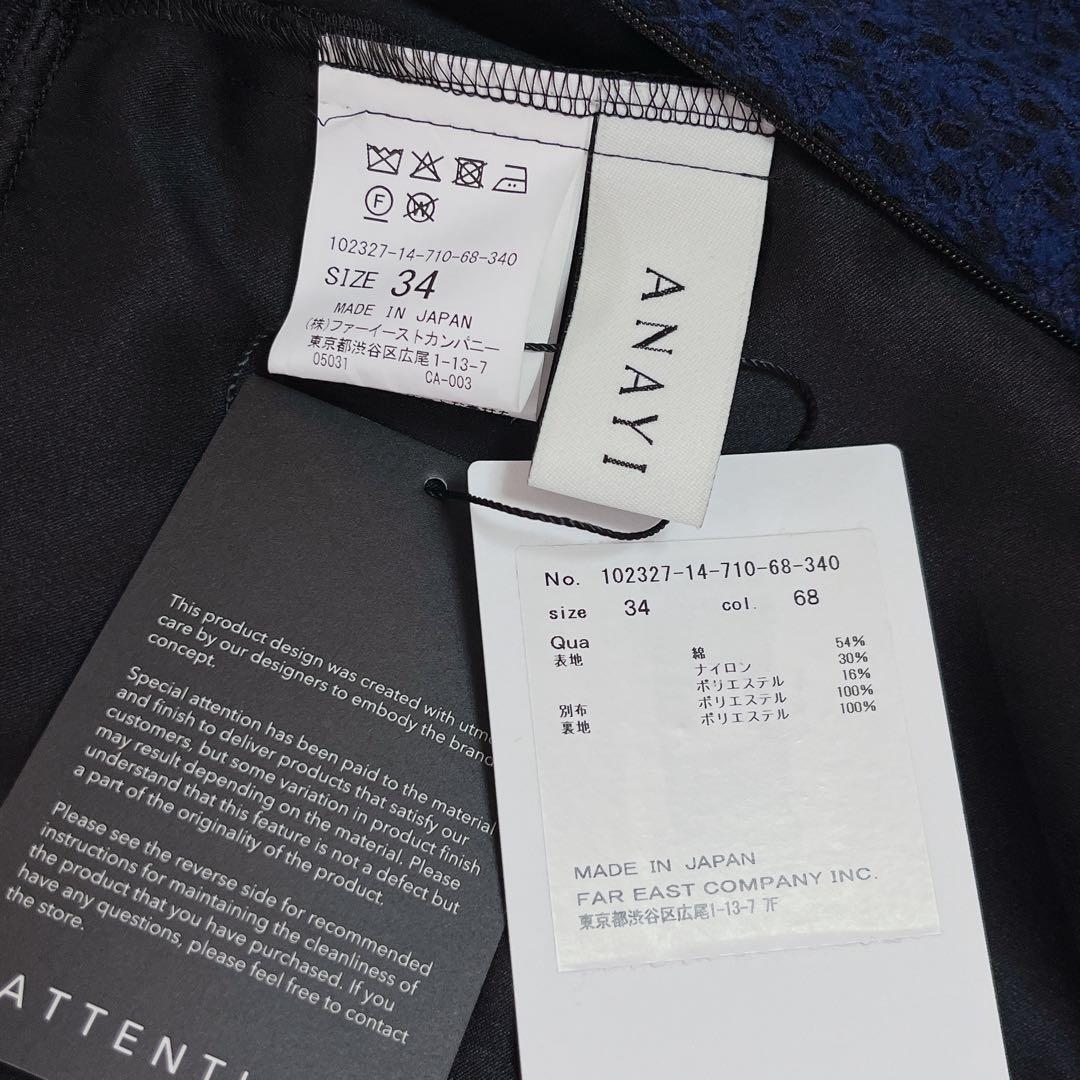 102327-14-710-68-340
SIZE 34
MADE IN JAPAN
(株)ファーイーストカンパニー
東京都渋谷区広尾1-13-7
05031 CA-003
ANAYI
This product design was created with
care by our designers to embody the brand
concept.
Special attention has been paid to the material
and finish to deliver products that satisfy our
customers, but some variation in product finish
may result depending on the material. Please
understand that this feature is not a defect but
a part of the originality of the product.
Please see the reverse side for recommended
instructions for maintaining the cleanliness of
the product that you have purchased. If you
have any questions, please feel free to contact
the store.
ATTENTI
No. 102327-14-710-68-340
size 34 col. 68
Qua
表地 綿 54%
ナイロン 30%
ポリエステル 16%
別布 ポリエステル 100%
裏地 ポリエステル 100%
MADE IN JAPAN
FAR EAST COMPANY INC.
東京都渋谷区広尾1-13-7 7F